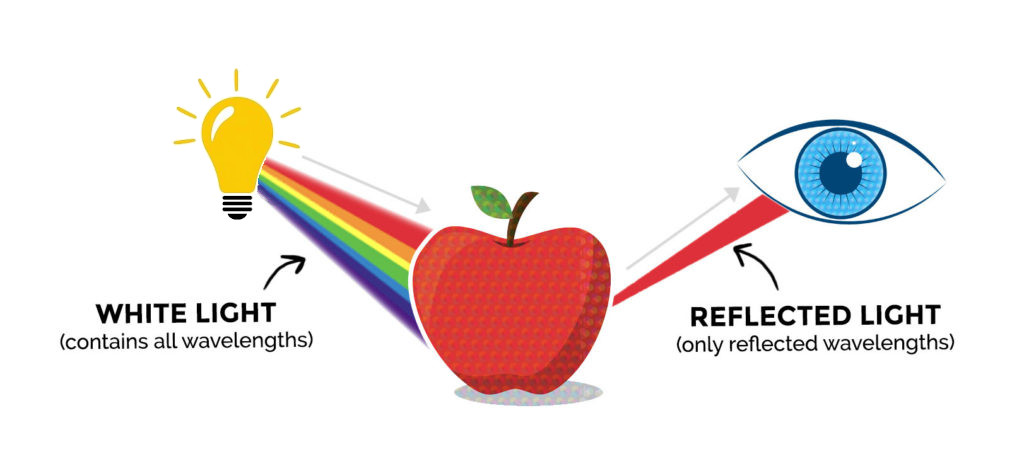 WHITE LIGHT
(contains all wavelengths)
REFLECTED LIGHT
(only reflected wavelengths)